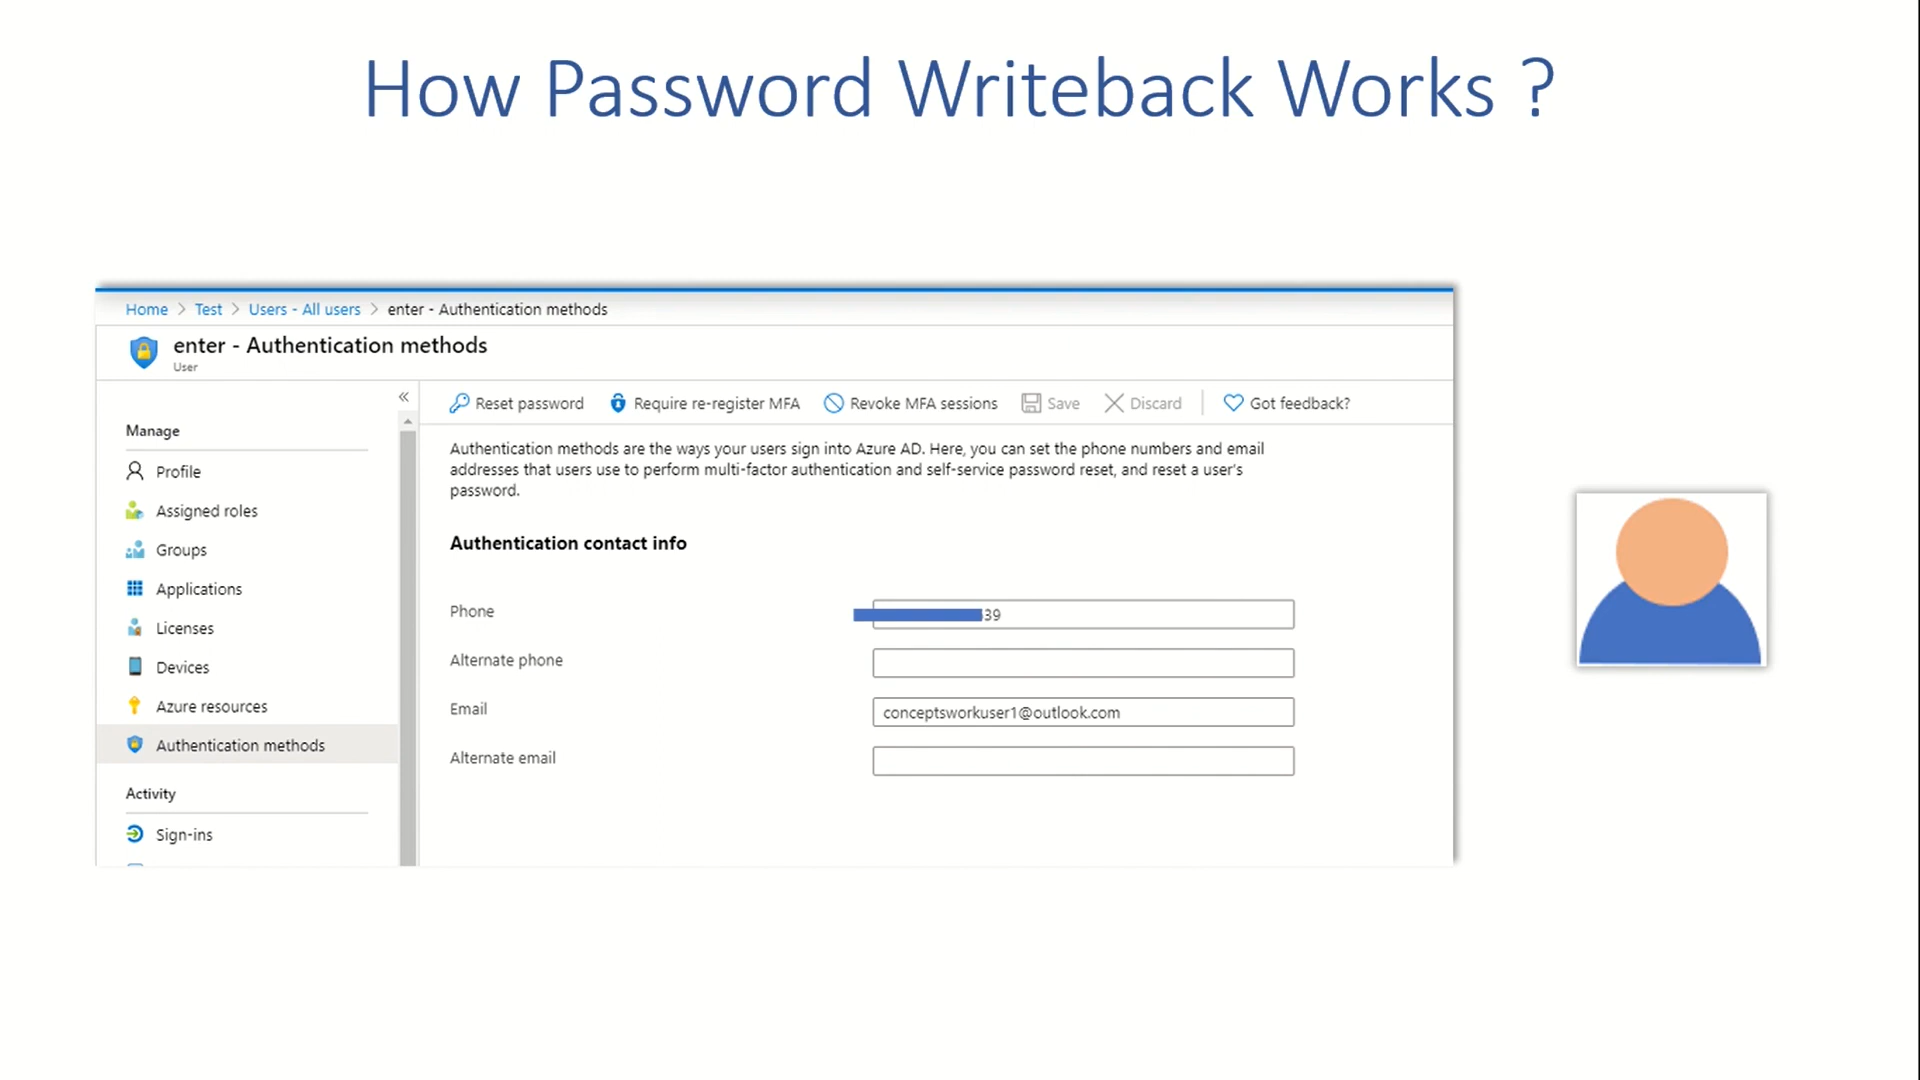 How Password Writeback Works ?
Home > Test > Users - All users > enter - Authentication methods
enter - Authentication methods
User
«
Manage
Profile
Assigned roles
Groups
Applications
Licenses
Devices
Azure resources
Authentication methods
Activity
Sign-ins
Reset password
Require re-register MFA
Revoke MFA sessions
Save
Discard
Got feedback?
Authentication methods are the ways your users sign into Azure AD. Here, you can set the phone numbers and email
addresses that users use to perform multi-factor authentication and self-service password reset, and reset a user's
password.
Authentication contact info
Phone
39
Alternate phone
Email
conceptsworkuser1@outlook.com
Alternate email